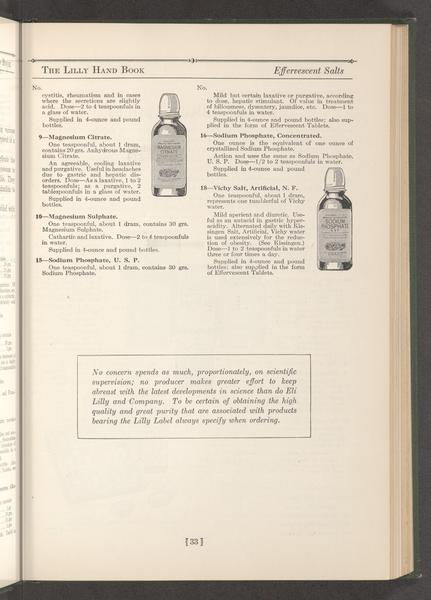 THE LILLY HAND BOOK
Effervescent Salts
No.
cystitis, rheumatism and in cases
where the secretions are slightly
acid. Dose—2 to 4 teaspoonfuls in
a glass of water.
Supplied in 4-ounce and pound
bottles.
9—Magnesium Citrate.
One teaspoonful, about 1 dram,
contains 20 grs. Anhydrous Magne-
sium Citrate.
An agreeable, cooling laxative
and purgative. Useful in headaches
due to gastric and hepatic dis-
orders. Dose—As a laxative, 1 to 2
teaspoonfuls; as a purgative, 2
tablespoonfuls in a glass of water.
Supplied in 4-ounce and pound
bottles.
10—Magnesium Sulphate.
One teaspoonful, about 1 dram, contains 30 grs.
Magnesium Sulphate.
Cathartic and laxative. Dose—2 to 4 teaspoonfuls
in water.
Supplied in 4-ounce and pound bottles.
15—Sodium Phosphate, U. S. P.
One teaspoonful, about 1 dram, contains 30 grs.
Sodium Phosphate.
MAGNESIUM
CITRATE
No.
Mild but certain laxative or purgative, according
to dose, hepatic stimulant. Of value in treatment
of biliousness, dysentery, jaundice, etc. Dose—1 to
4 teaspoonfuls in water.
Supplied in 4-ounce and pound bottles; also sup-
plied in the form of Effervescent Tablets.
16—Sodium Phosphate, Concentrated.
One ounce is the equivalent of one ounce of
crystallized Sodium Phosphate.
Action and uses the same as Sodium Phosphate,
U. S. P. Dose—1/2 to 2 teaspoonfuls in water.
Supplied in 4-ounce and pound
bottles.
18—Vichy Salt, Artificial, N. F.
One teaspoonful, about 1 dram,
represents one tumblerful of Vichy
water.
Mild aperient and diuretic. Use-
ful as an antacid in gastric hyper-
acidity. Alternated daily with Kis-
singen Salt, Artificial, Vichy water
is used extensively for the reduc-
tion of obesity. (See Kissingen.)
Dose—1 to 2 teaspoonfuls in water
three or four times a day.
Supplied in 4-ounce and pound
bottles; also supplied in the form
of Effervescent Tablets.
SODIUM
PHOSPHATE
No concern spends as much, proportionately, on scientific
supervision; no producer makes greater effort to keep
abreast with the latest developments in science than do Eli
Lilly and Company. To be certain of obtaining the high
quality and great purity that are associated with products
bearing the Lilly Label always specify when ordering.
[33]